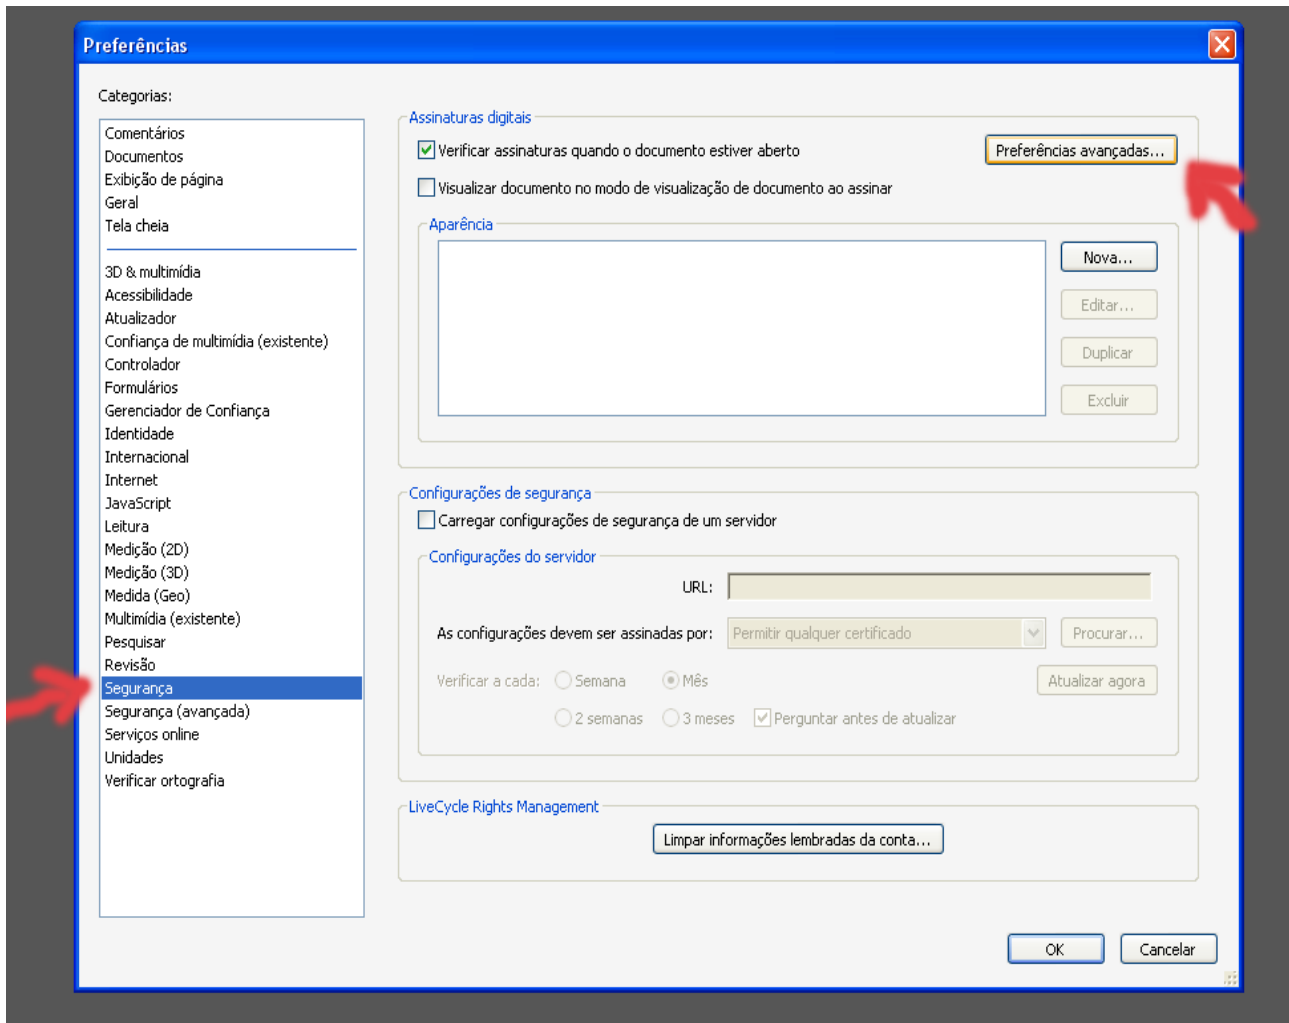 Preferências
Categorias:
Comentários
Documentos
Exibição de página
Geral
Tela cheia
3D & multimídia
Acessibilidade
Atualizador
Confiança de multimídia (existente)
Controlador
Formulários
Gerenciador de Confiança
Identidade
Internacional
Internet
JavaScript
Leitura
Medição (2D)
Medição (3D)
Medida (Geo)
Multimídia (existente)
Pesquisar
Revisão
Segurança
Segurança (avançada)
Serviços online
Unidades
Verificar ortografia
Assinaturas digitais
Verificar assinaturas quando o documento estiver aberto
Preferências avançadas...
Visualizar documento no modo de visualização de documento ao assinar
Aparência
Nova...
Editar...
Duplicar
Excluir
Configurações de segurança
Carregar configurações de segurança de um servidor
Configurações do servidor
URL:
As configurações devem ser assinadas por: Permitir qualquer certificado Procurar...
Verificar a cada: Semana Mês Atualizar agora
2 semanas 3 meses Perguntar antes de atualizar
LiveCycle Rights Management
Limpar informações lembradas da conta...
OK Cancelar